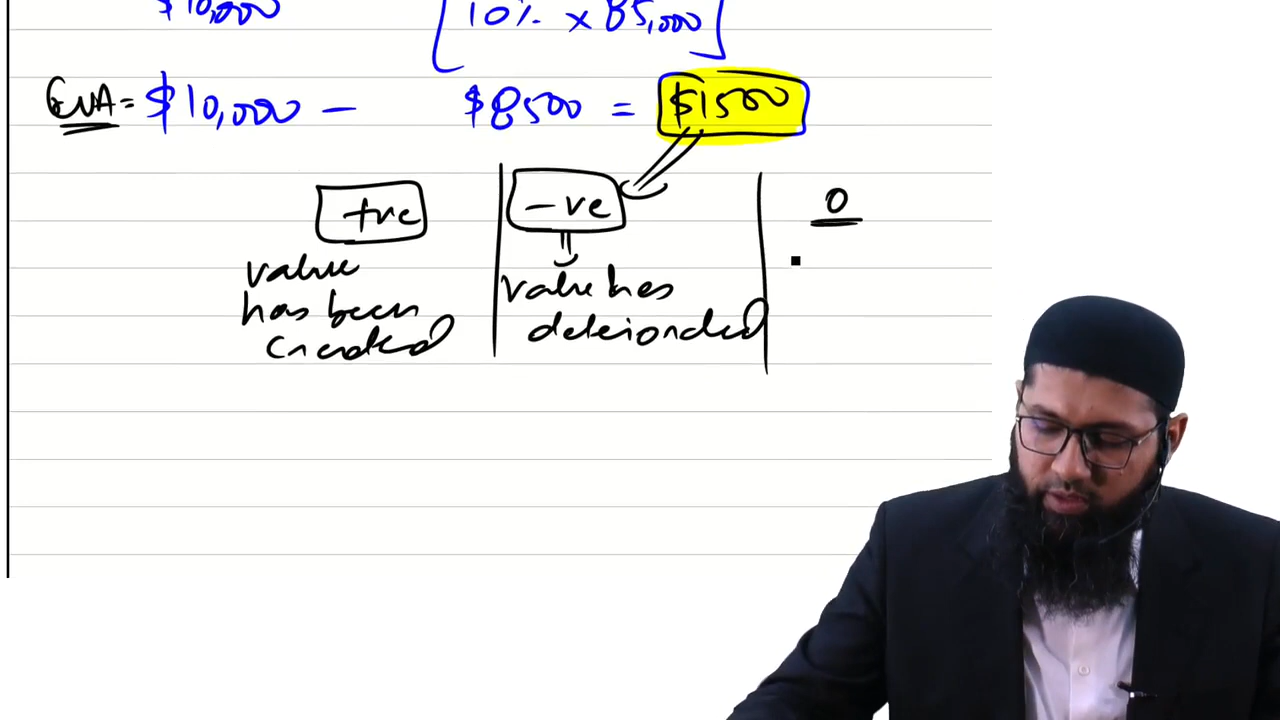 $10,000 [10% x 85,000]
EVA = $10,000 – $8500 = $1500
+ve
– ve
0
value
has been
created
value has
deteriorated